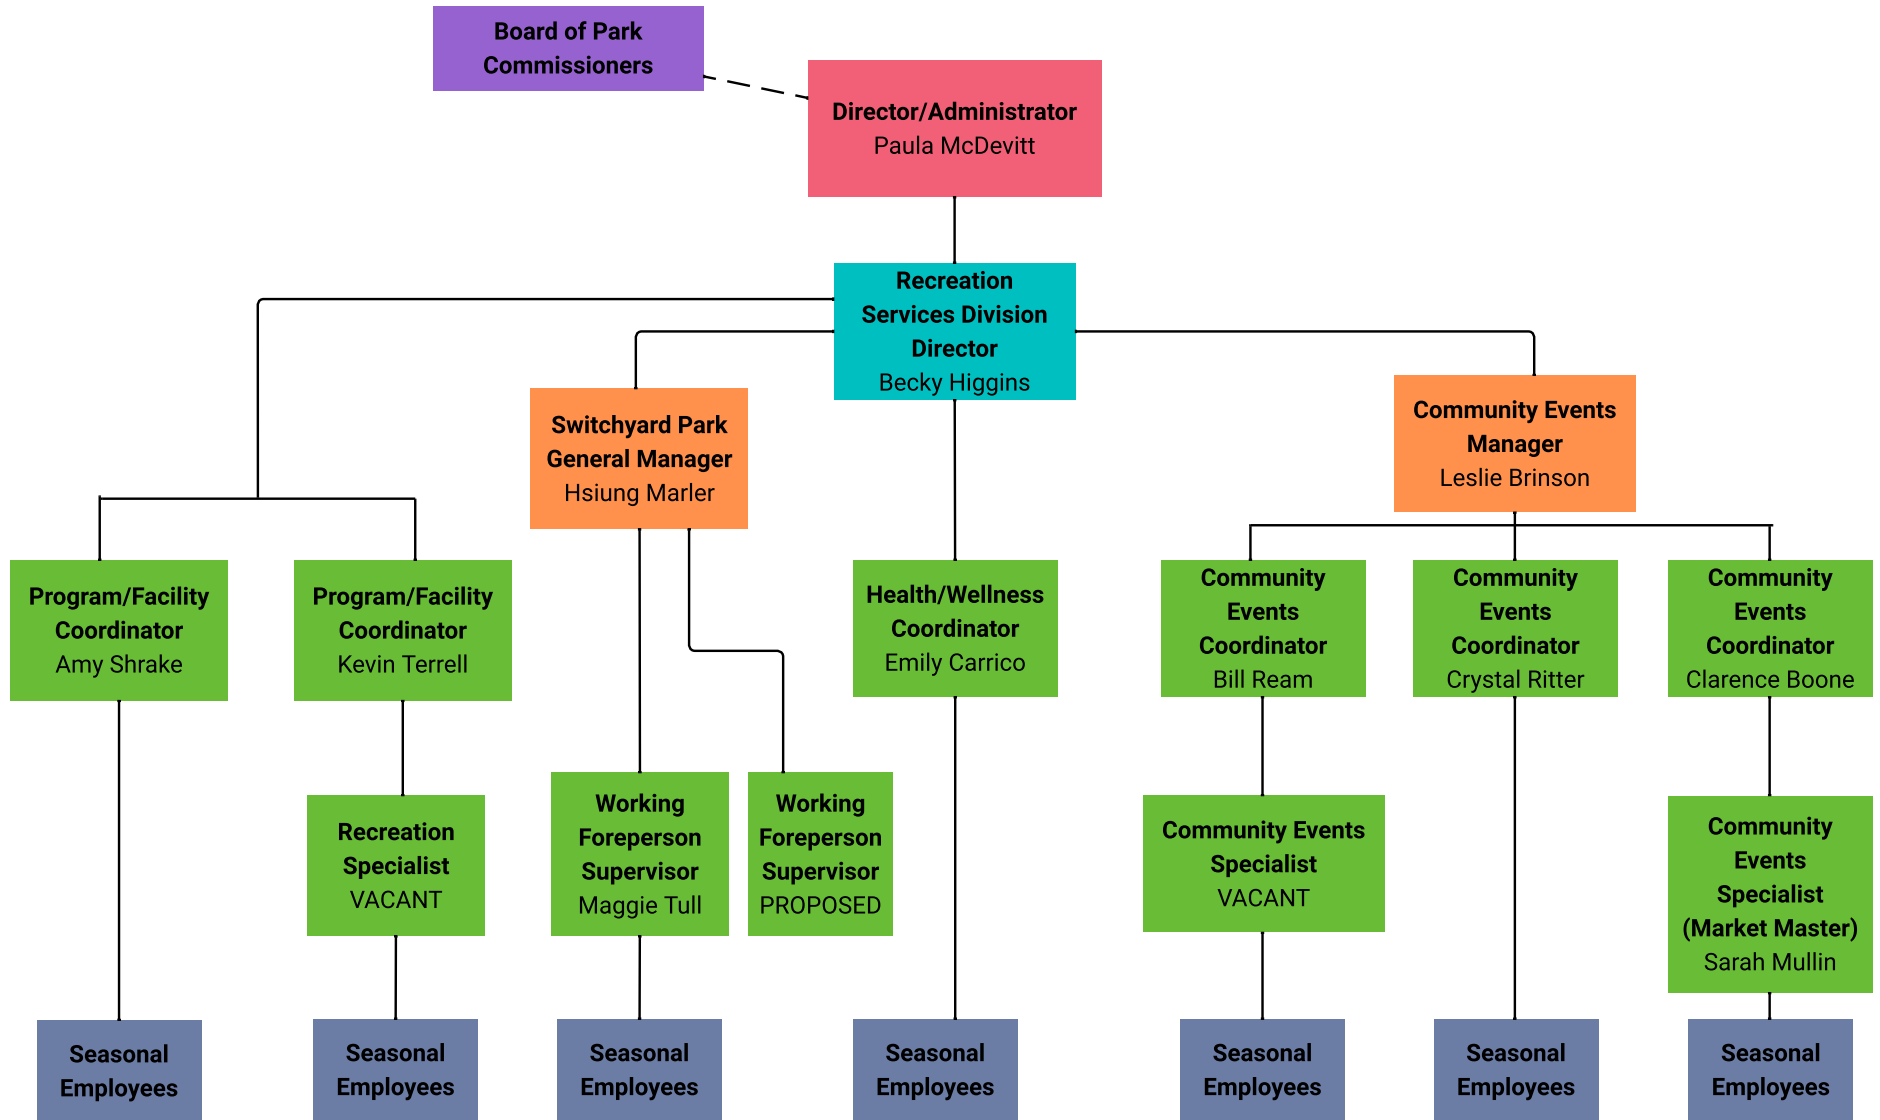 Board of Park
Commissioners
Director/Administrator
Paula McDevitt
Recreation
Services Division
Director
Becky Higgins
Switchyard Park
General Manager
Hsiung Marler
Community Events
Manager
Leslie Brinson
Program/Facility
Coordinator
Amy Shrake
Program/Facility
Coordinator
Kevin Terrell
Health/Wellness
Coordinator
Emily Carrico
Community
Events
Coordinator
Bill Ream
Community
Events
Coordinator
Crystal Ritter
Community
Events
Coordinator
Clarence Boone
Recreation
Specialist
VACANT
Working
Foreperson
Supervisor
Maggie Tull
Working
Foreperson
Supervisor
PROPOSED
Community Events
Specialist
VACANT
Community
Events
Specialist
(Market Master)
Sarah Mullin
Seasonal
Employees
Seasonal
Employees
Seasonal
Employees
Seasonal
Employees
Seasonal
Employees
Seasonal
Employees
Seasonal
Employees